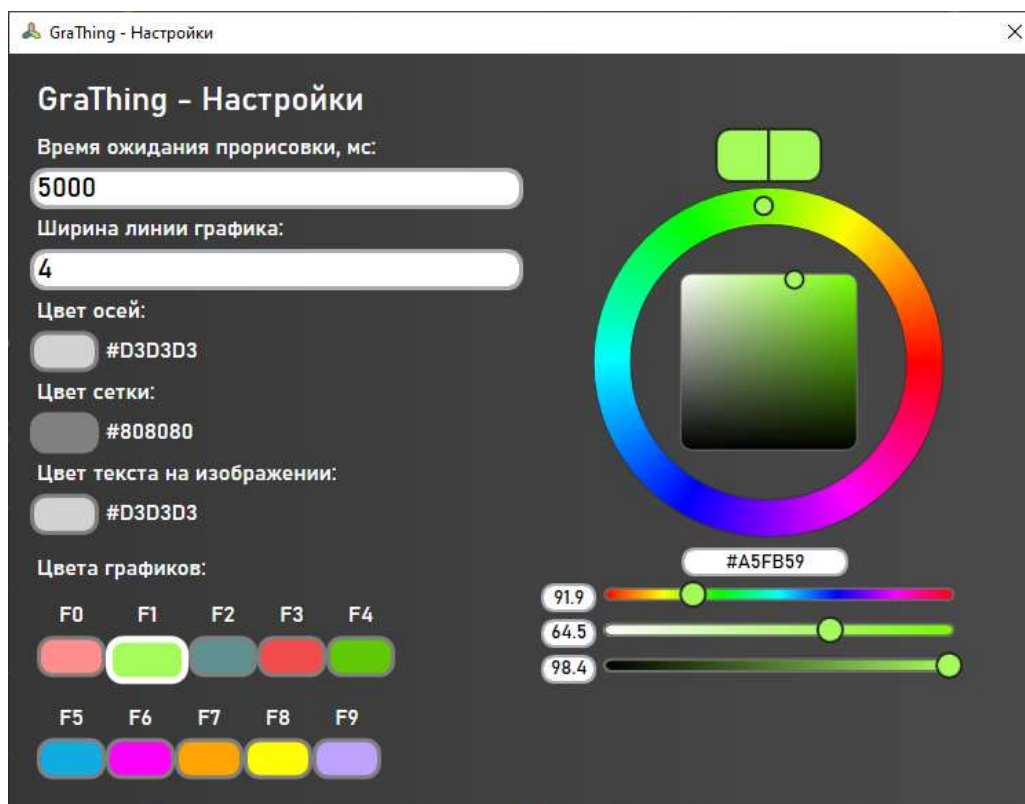 GraThing - Настройки
GraThing - Настройки
Время ожидания прорисовки, мс:
5000
Ширина линии графика:
4
Цвет осей:
#D3D3D3
Цвет сетки:
#808080
Цвет текста на изображении:
#D3D3D3
Цвета графиков:
F0 F1 F2 F3 F4
F5 F6 F7 F8 F9
#A5FB59
91.9
64.5
98.4